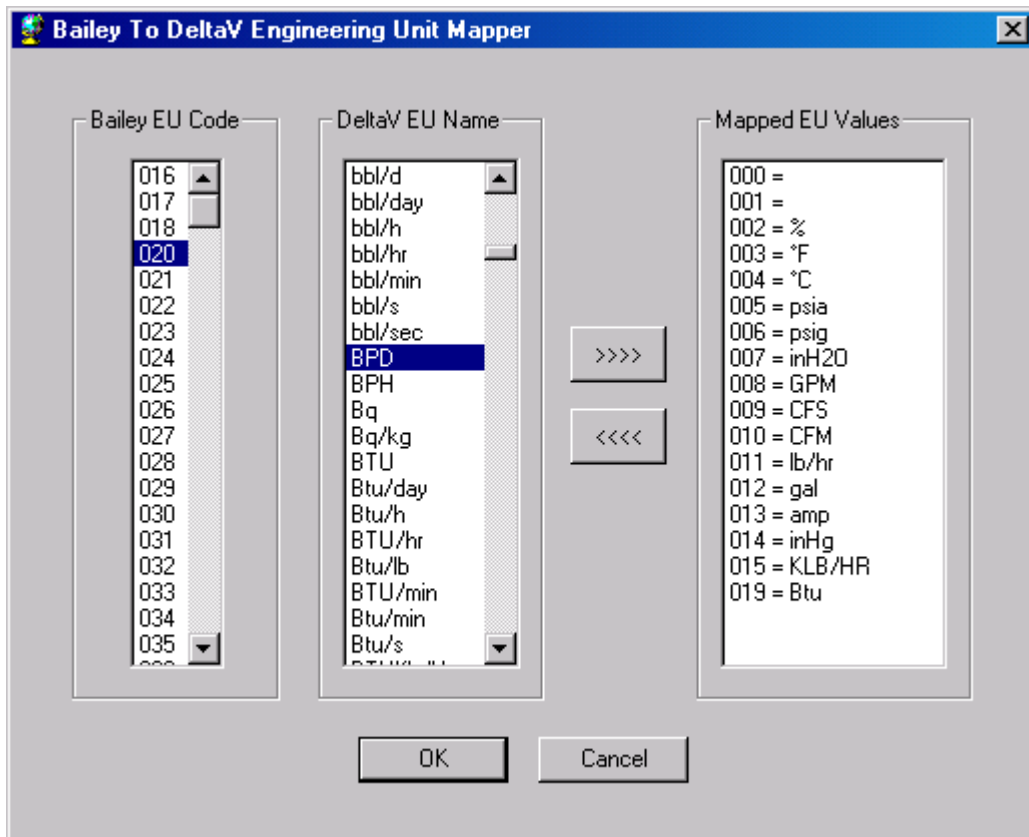 Bailey To DeltaV Engineering Unit Mapper
Bailey EU Code
016
017
018
020
021
022
023
024
025
026
027
028
029
030
031
032
033
034
035
DeltaV EU Name
bbl/d
bbl/day
bbl/h
bbl/hr
bbl/min
bbl/s
bbl/sec
BPD
BPH
Bq
Bq/kg
BTU
Btu/day
Btu/h
BTU/hr
Btu/lb
BTU/min
Btu/min
Btu/s
>>>>
<<<<
Mapped EU Values
000 =
001 =
002 = %
003 = °F
004 = °C
005 = psia
006 = psig
007 = inH2O
008 = GPM
009 = CFS
010 = CFM
011 = lb/hr
012 = gal
013 = amp
014 = inHg
015 = KLB/HR
019 = Btu
OK
Cancel